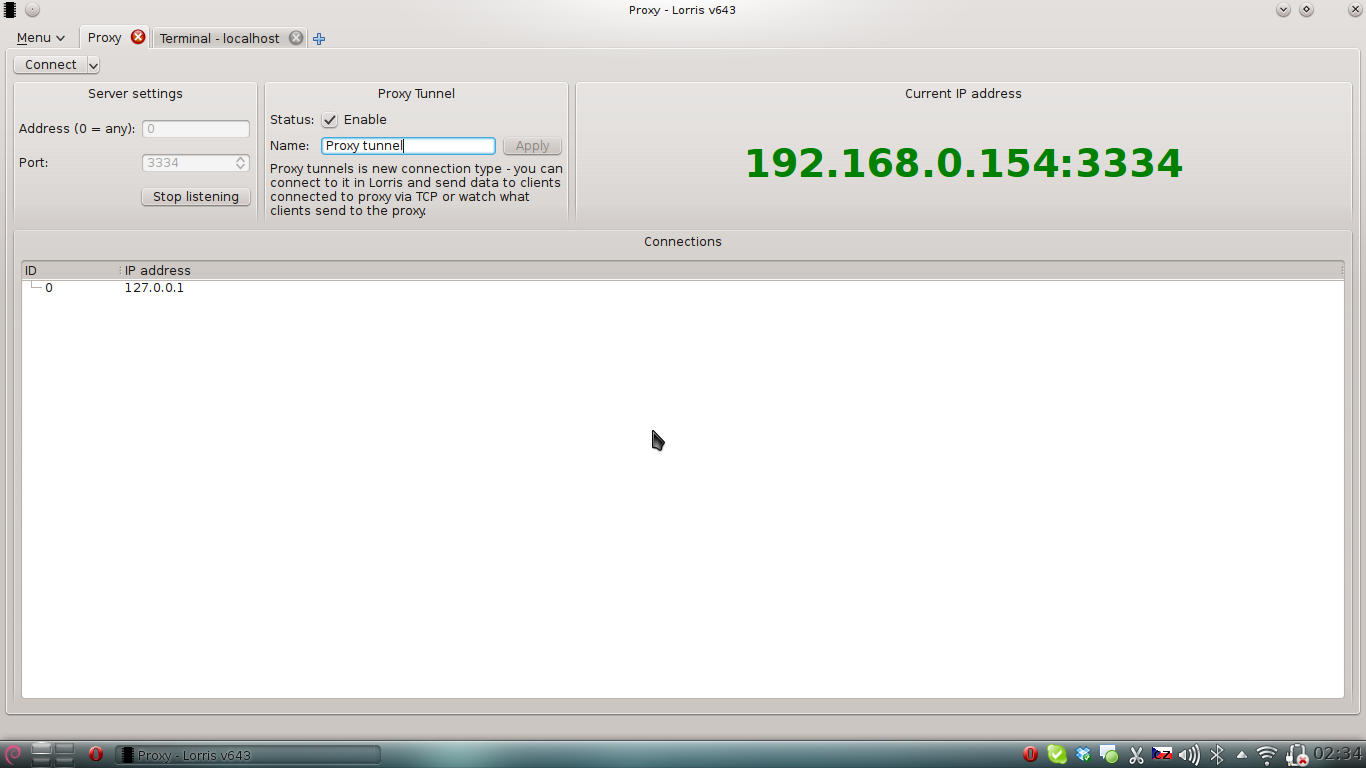 Proxy - Lorris v643
Menu
Proxy
Terminal - localhost
Connect
Server settings
Address (0 = any):
0
Port:
3334
Stop listening
Proxy Tunnel
Status:
Enable
Name:
Proxy tunnel
Apply
Proxy tunnels is new connection type - you can
connect to it in Lorris and send data to clients
connected to proxy via TCP or watch what
clients send to the proxy.
Current IP address
192.168.0.154:3334
Connections
ID
IP address
0
127.0.0.1
Proxy - Lorris v643
CZ
02:34